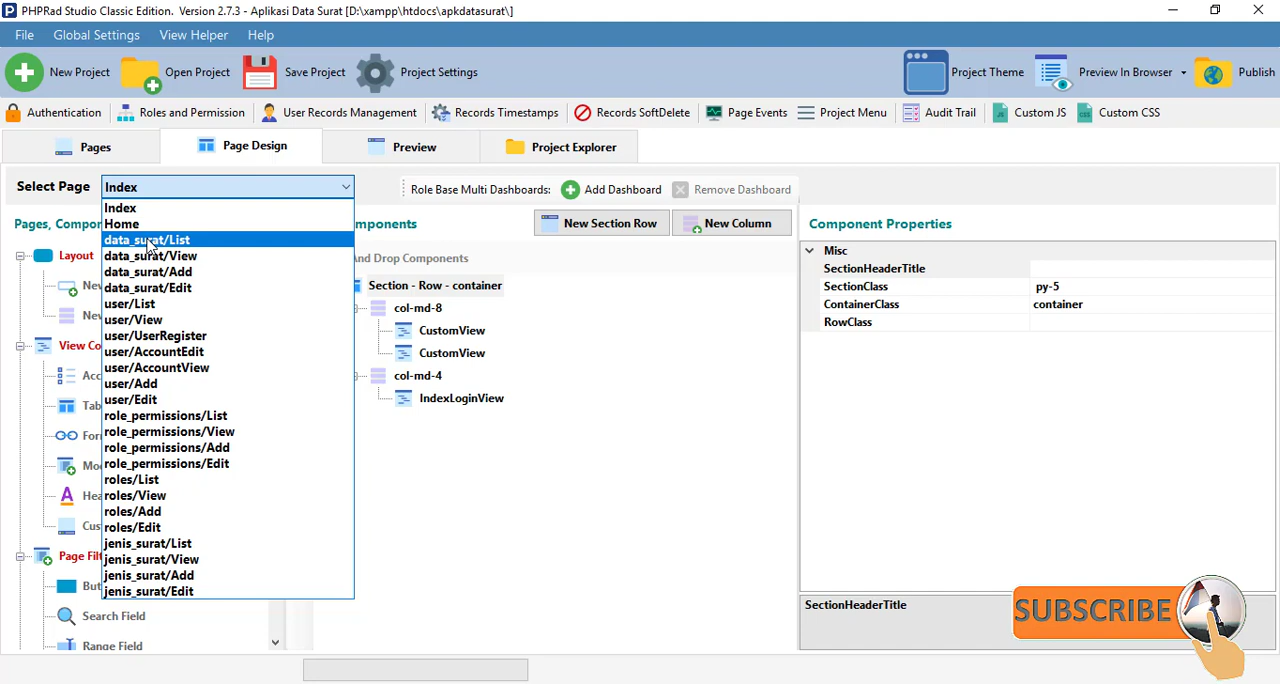 PHPRad Studio Classic Edition. Version 2.7.3 - Aplikasi Data Surat [D:\xampp\htdocs\apkdatasurat\]
File Global Settings View Helper Help
New Project Open Project Save Project Project Settings Project Theme Preview In Browser Publish
Authentication Roles and Permission User Records Management Records Timestamps Records SoftDelete Page Events Project Menu Audit Trail Custom JS Custom CSS
Pages Page Design Preview Project Explorer
Select Page Index Role Base Multi Dashboards: Add Dashboard Remove Dashboard
Index
Home
data_surat/List
data_surat/View
data_surat/Add
data_surat/Edit
user/List
user/View
user/UserRegister
user/AccountEdit
user/AccountView
user/Add
user/Edit
role_permissions/List
role_permissions/View
role_permissions/Add
role_permissions/Edit
roles/List
roles/View
roles/Add
roles/Edit
jenis_surat/List
jenis_surat/View
jenis_surat/Add
jenis_surat/Edit
Layout
Search Field
Range Field
New Section Row New Column
And Drop Components
Section - Row - container
col-md-8
CustomView
CustomView
col-md-4
IndexLoginView
Component Properties
Misc
SectionHeaderTitle
SectionClass py-5
ContainerClass container
RowClass
SectionHeaderTitle
SUBSCRIBE